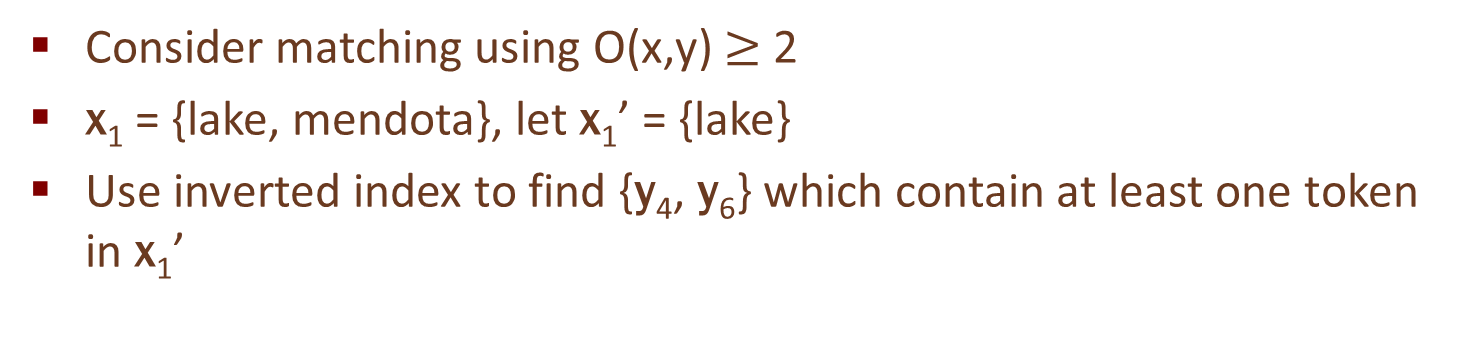 ▪ Consider matching using O(x,y) ≥ 2
▪ x₁ = {lake, mendota}, let x₁’ = {lake}
▪ Use inverted index to find {y₄, y₆} which contain at least one token
in x₁’